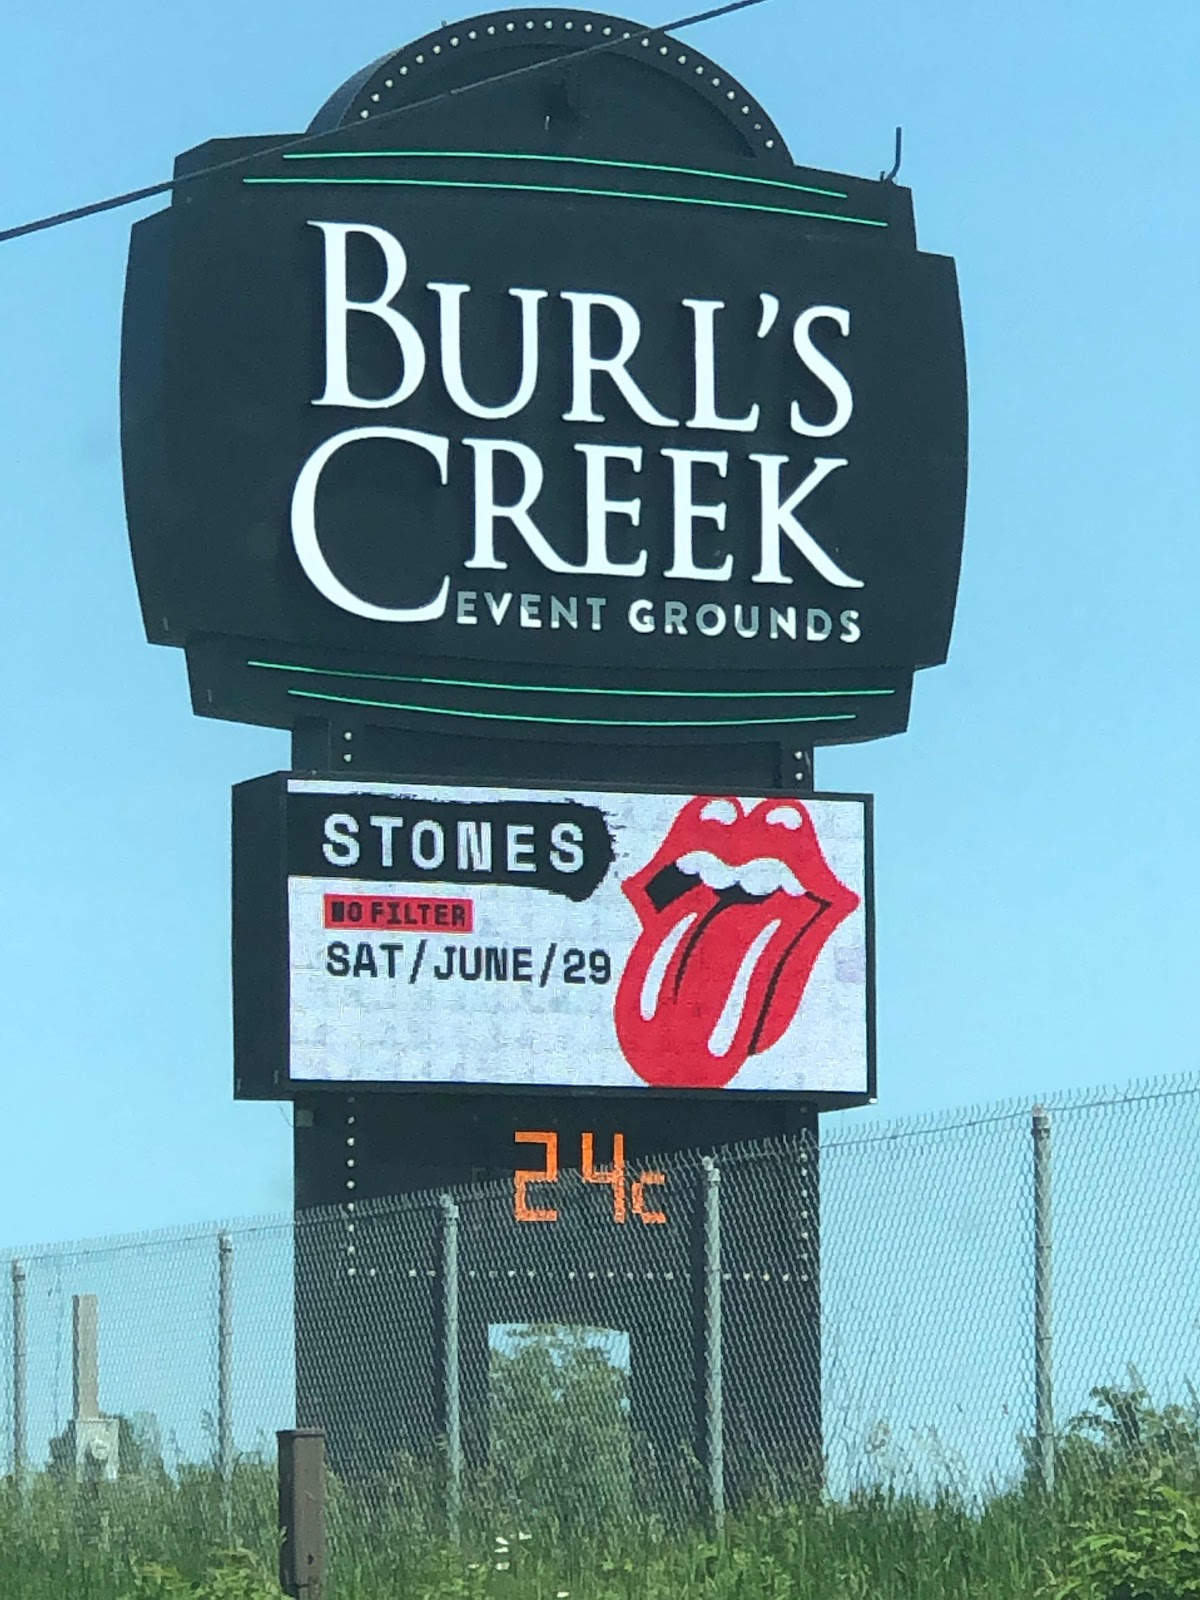 BURL'S
CREEK
EVENT GROUNDS
STONES
NO FILTER
SAT/JUNE/29
24c